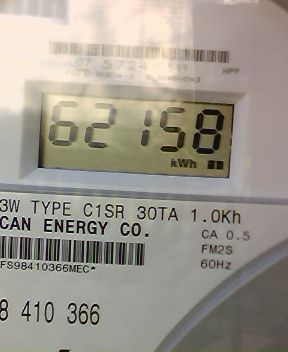 62158
kWh
3W TYPE C1SR 30TA 1.0Kh
CAN ENERGY CO.
CA 0.5
FM2S
60Hz
FS98410366MEC*
8 410 366